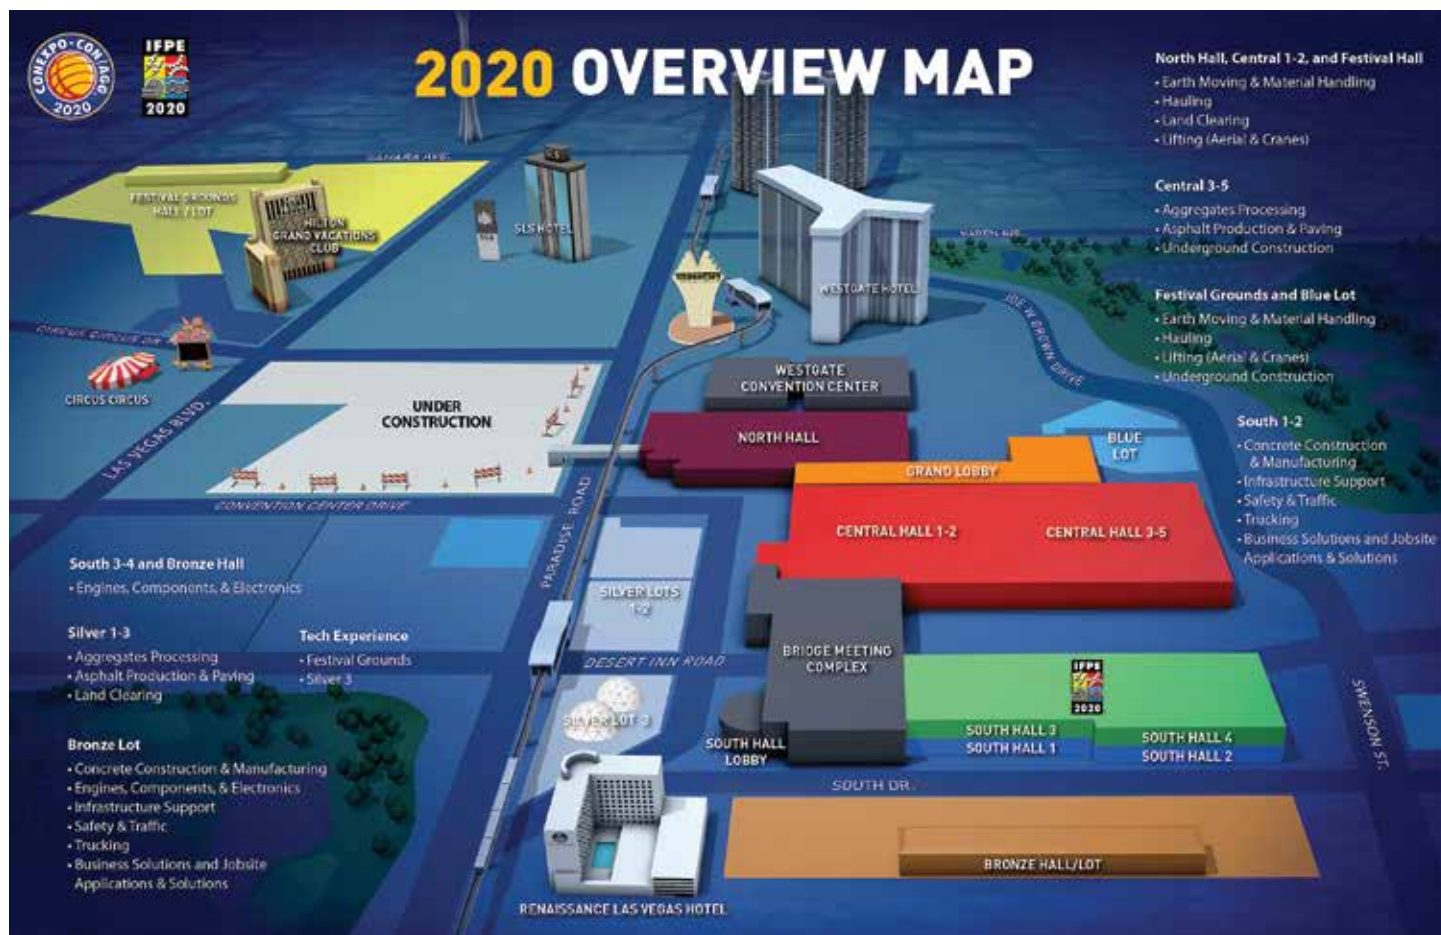 CONEXPO-CON/AGG
2020
IFPE
2020
2020 OVERVIEW MAP
North Hall, Central 1-2, and Festival Hall
• Earth Moving & Material Handling
• Hauling
• Land Clearing
• Lifting (Aerial & Cranes)
Central 3-5
• Aggregates Processing
• Asphalt Production & Paving
• Underground Construction
Festival Grounds and Blue Lot
• Earth Moving & Material Handling
• Hauling
• Lifting (Aerial & Cranes)
• Underground Construction
South 1-2
• Concrete Construction
& Manufacturing
• Infrastructure Support
• Safety & Traffic
• Trucking
• Business Solutions and Jobsite
Applications & Solutions
SAHARA AVE.
FESTIVAL GROUNDS
HALL / LOT
HILTON
GRAND VACATIONS
CLUB
SLS HOTEL
WESTGATE HOTEL
JOE W BROWN DRIVE
CIRCUS CIRCUS DR.
CIRCUS CIRCUS
LAS VEGAS BLVD.
UNDER
CONSTRUCTION
CONVENTION CENTER DRIVE
PARADISE ROAD
WESTGATE
CONVENTION CENTER
NORTH HALL
GRAND LOBBY
BLUE
LOT
CENTRAL HALL 1-2
CENTRAL HALL 3-5
SILVER LOTS
1-2
DESERT INN ROAD
BRIDGE MEETING
COMPLEX
SILVER LOT 3
SOUTH HALL
LOBBY
IFPE
2020
SOUTH HALL 3
SOUTH HALL 1
SOUTH HALL 4
SOUTH HALL 2
SWENSON ST.
SOUTH DR.
BRONZE HALL/LOT
RENAISSANCE LAS VEGAS HOTEL
South 3-4 and Bronze Hall
• Engines, Components, & Electronics
Silver 1-3
• Aggregates Processing
• Asphalt Production & Paving
• Land Clearing
Tech Experience
• Festival Grounds
• Silver 3
Bronze Lot
• Concrete Construction & Manufacturing
• Engines, Components, & Electronics
• Infrastructure Support
• Safety & Traffic
• Trucking
• Business Solutions and Jobsite
Applications & Solutions